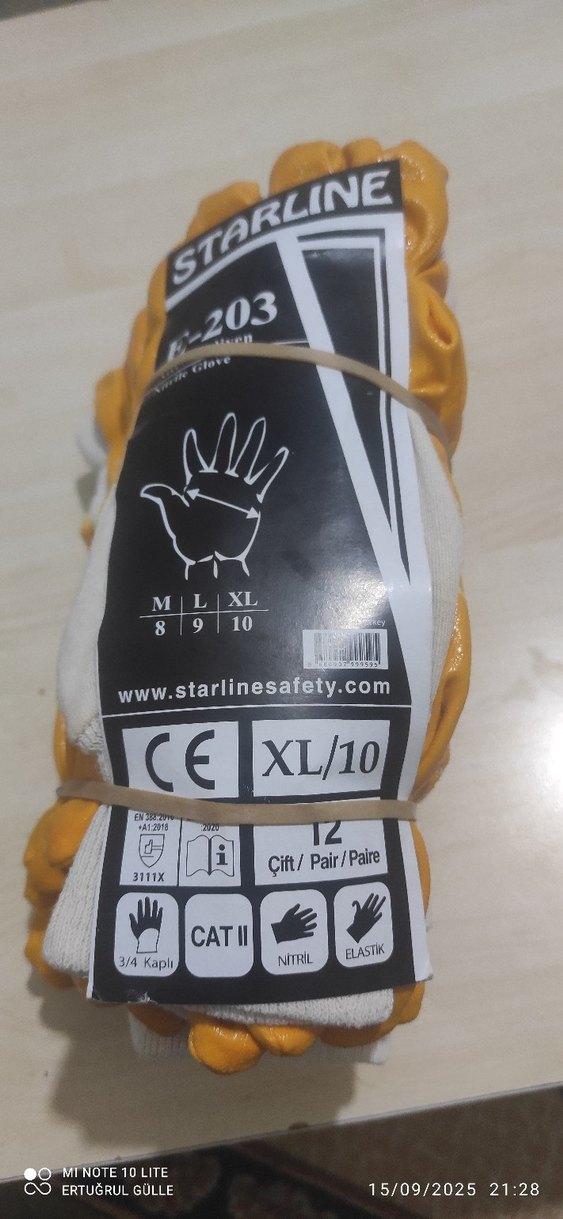 STARLINE
E-203
Nitrile Glove
M L XL
8 9 10
www.starlinesafety.com
CE XL/10
EN 388:2016
+A1:2018
:2020
i
3111X
12
Çift / Pair / Paire
3/4 Kaplı
CAT II
NİTRİL
ELASTİK
MI NOTE 10 LITE
ERTUĞRUL GÜLLE
15/09/2025 21:28